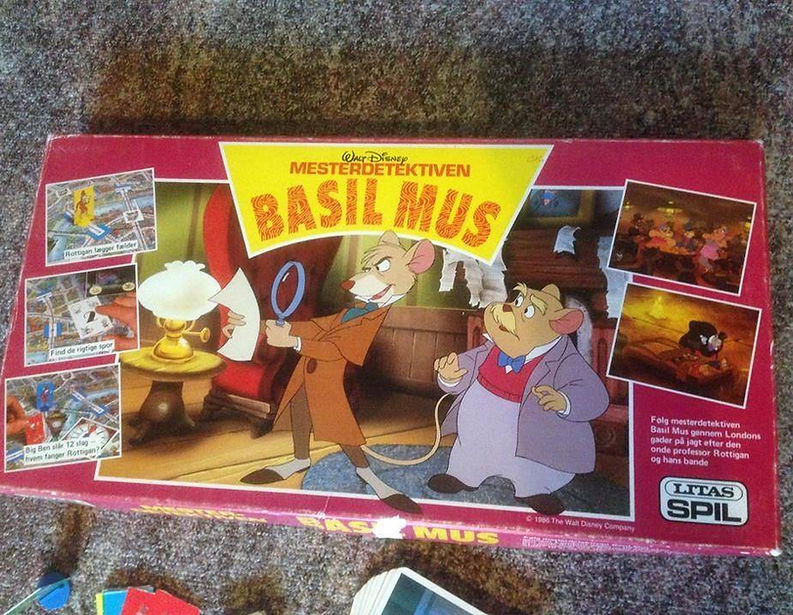 WALT DISNEY
MESTERDETEKTIVEN
BASIL MUS
Rottigan lægger fælder
Find de rigtige spor
Big Ben slår 12 slag –
hvem fanger Rottigan?
Følg mesterdetektiven
Basil Mus gennem Londons
gader på jagt efter den
onde professor Rottigan
og hans bande
LITAS
SPIL
© 1986 The Walt Disney Company
BASIL MUS